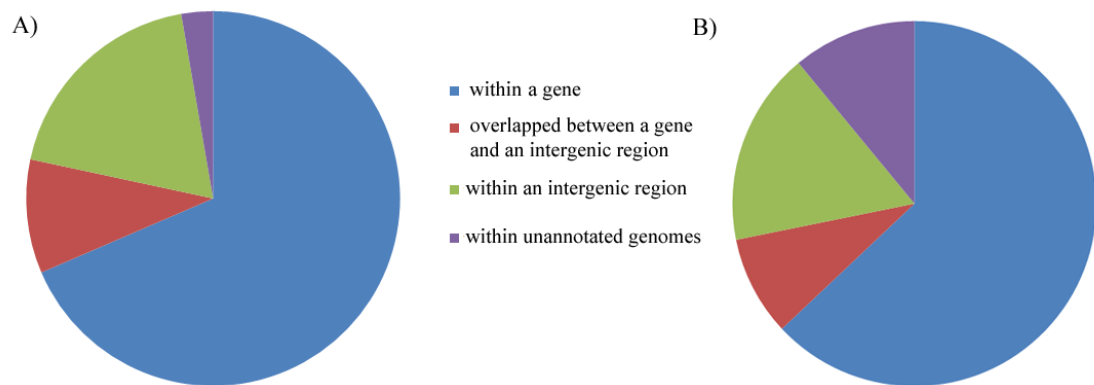 A)
B)
within a gene
overlapped between a gene
and an intergenic region
within an intergenic region
within unannotated genomes